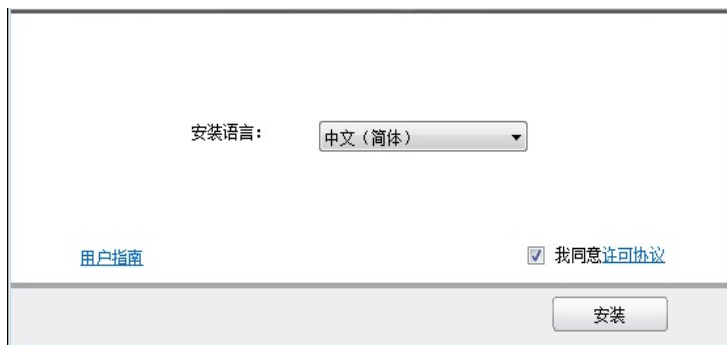 安装语言：
中文（简体）
用户指南
我同意许可协议
安装